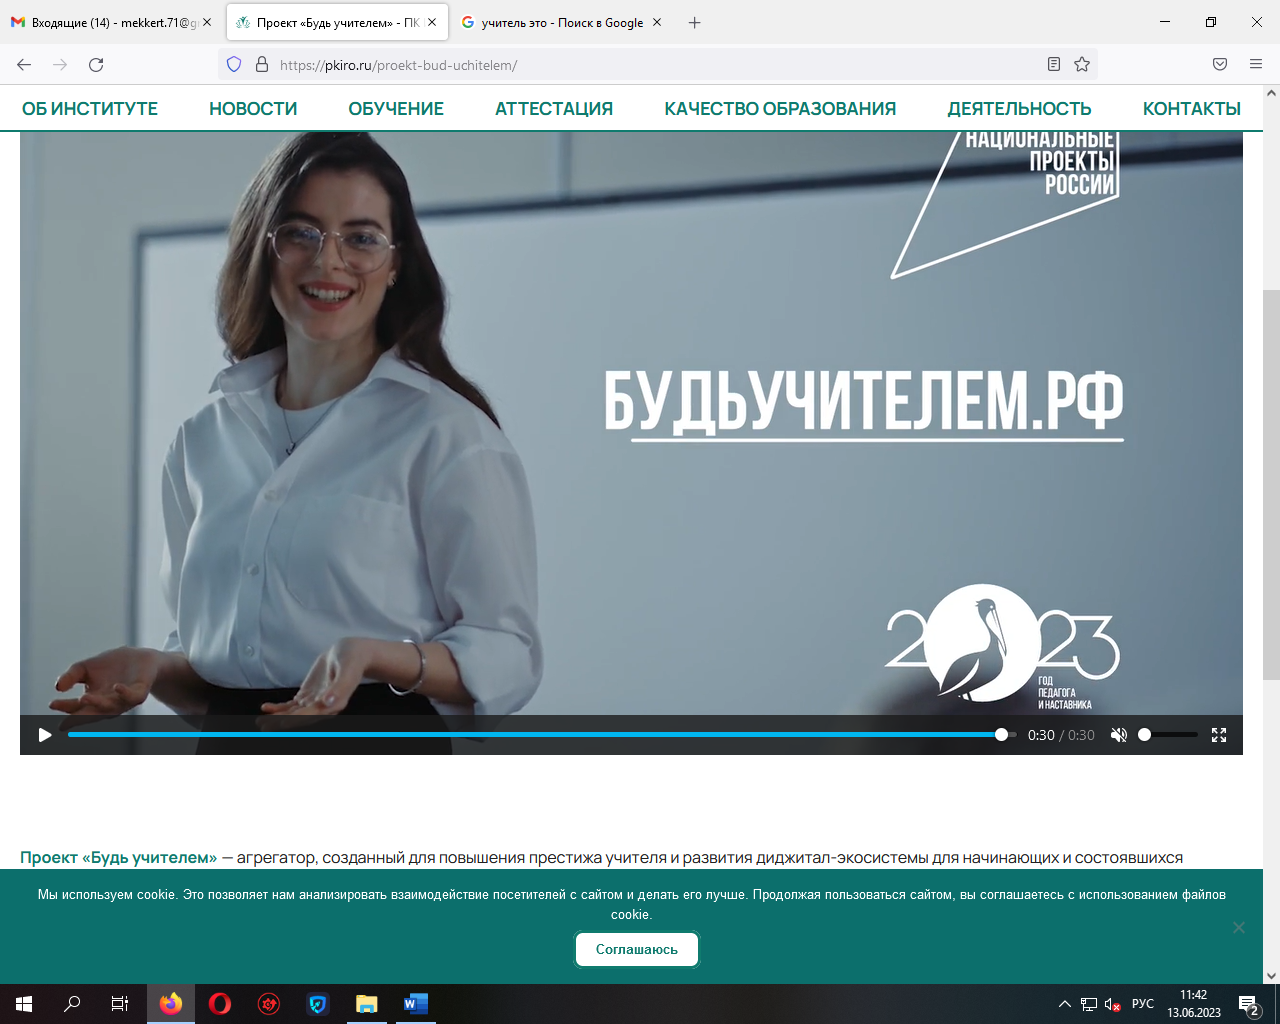 Входящие (14) - mekkert.71@g
Проект «Будь учителем» - ПК
учитель это - Поиск в Google
https://pkiro.ru/proekt-bud-uchitelem/
ОБ ИНСТИТУТЕ НОВОСТИ ОБУЧЕНИЕ АТТЕСТАЦИЯ КАЧЕСТВО ОБРАЗОВАНИЯ ДЕЯТЕЛЬНОСТЬ КОНТАКТЫ
НАЦИОНАЛЬНЫЕ
ПРОЕКТЫ
РОССИИ
БУДЬУЧИТЕЛЕМ.РФ
2023
ГОД
ПЕДАГОГА
И НАСТАВНИКА
0:30 / 0:30
Проект «Будь учителем» — агрегатор, созданный для повышения престижа учителя и развития диджитал-экосистемы для начинающих и состоявшихся
Мы используем cookie. Это позволяет нам анализировать взаимодействие посетителей с сайтом и делать его лучше. Продолжая пользоваться сайтом, вы соглашаетесь с использованием файлов
cookie.
Соглашаюсь
РУС
11:42
13.06.2023
2